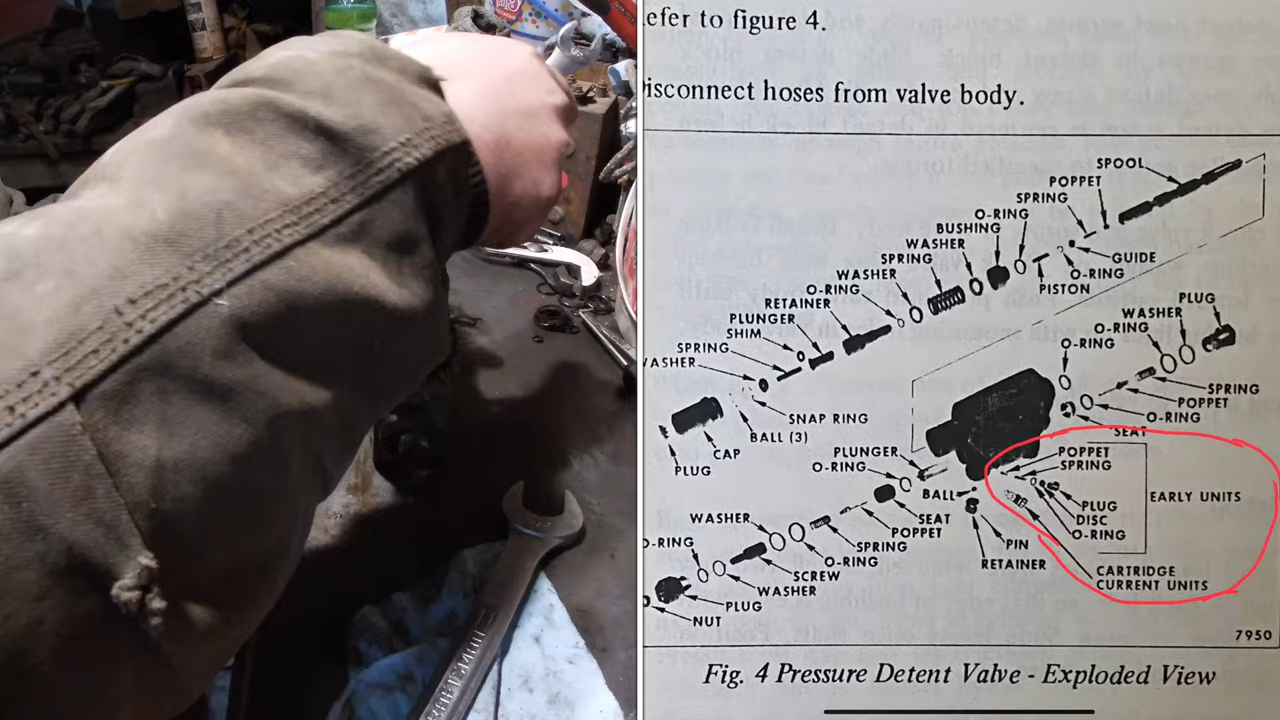 CRAFTSMAN
efer to figure 4.
isconnect hoses from valve body.
SPOOL
POPPET
SPRING
O-RING
BUSHING
WASHER
SPRING
WASHER
O-RING
RETAINER
PLUNGER
SHIM
SPRING
WASHER
GUIDE
O-RING
PISTON
PLUG
WASHER
O-RING
O-RING
SNAP RING
BALL (3)
CAP
PLUG
SPRING
POPPET
O-RING
SEAT
PLUNGER
O-RING
POPPET
SPRING
EARLY UNITS
BALL
PLUG
DISC
O-RING
SEAT
POPPET
SPRING
O-RING
SCREW
WASHER
PIN
RETAINER
CARTRIDGE
CURRENT UNITS
WASHER
O-RING
PLUG
NUT
7950
Fig. 4 Pressure Detent Valve - Exploded View